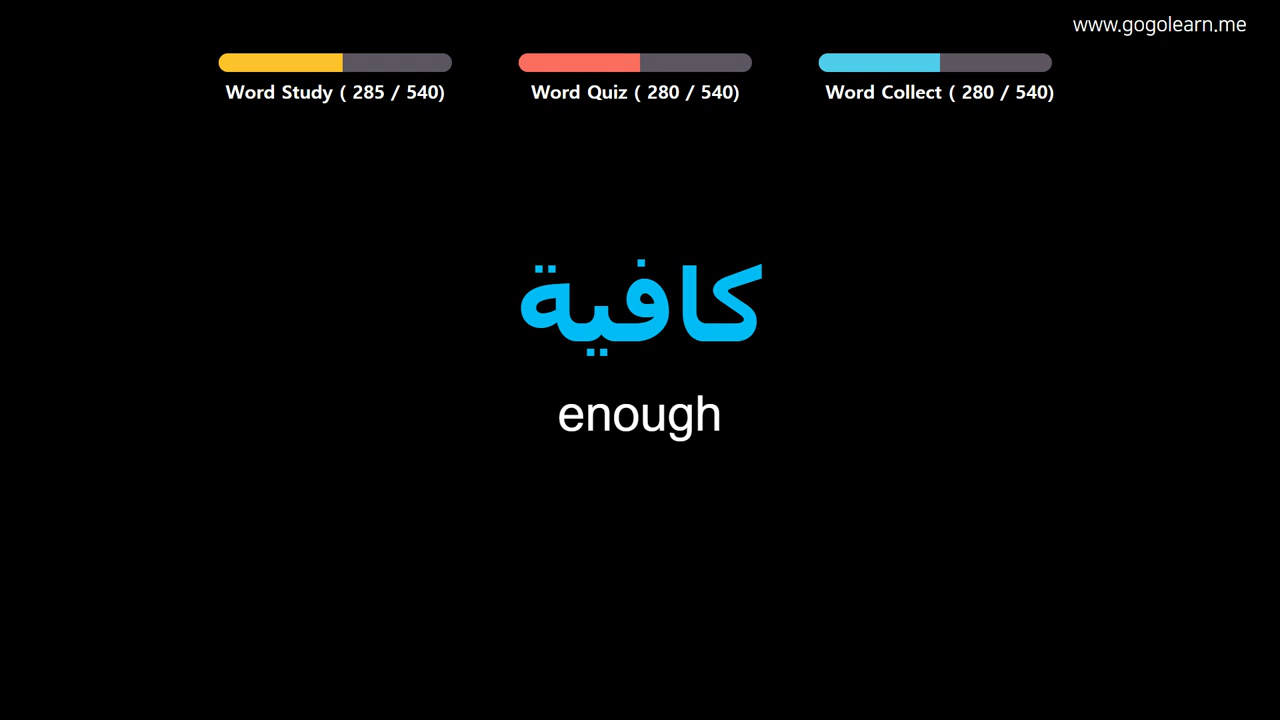 www.gogolearn.me
Word Study ( 285 / 540)
Word Quiz ( 280 / 540)
Word Collect ( 280 / 540)
كافية
enough